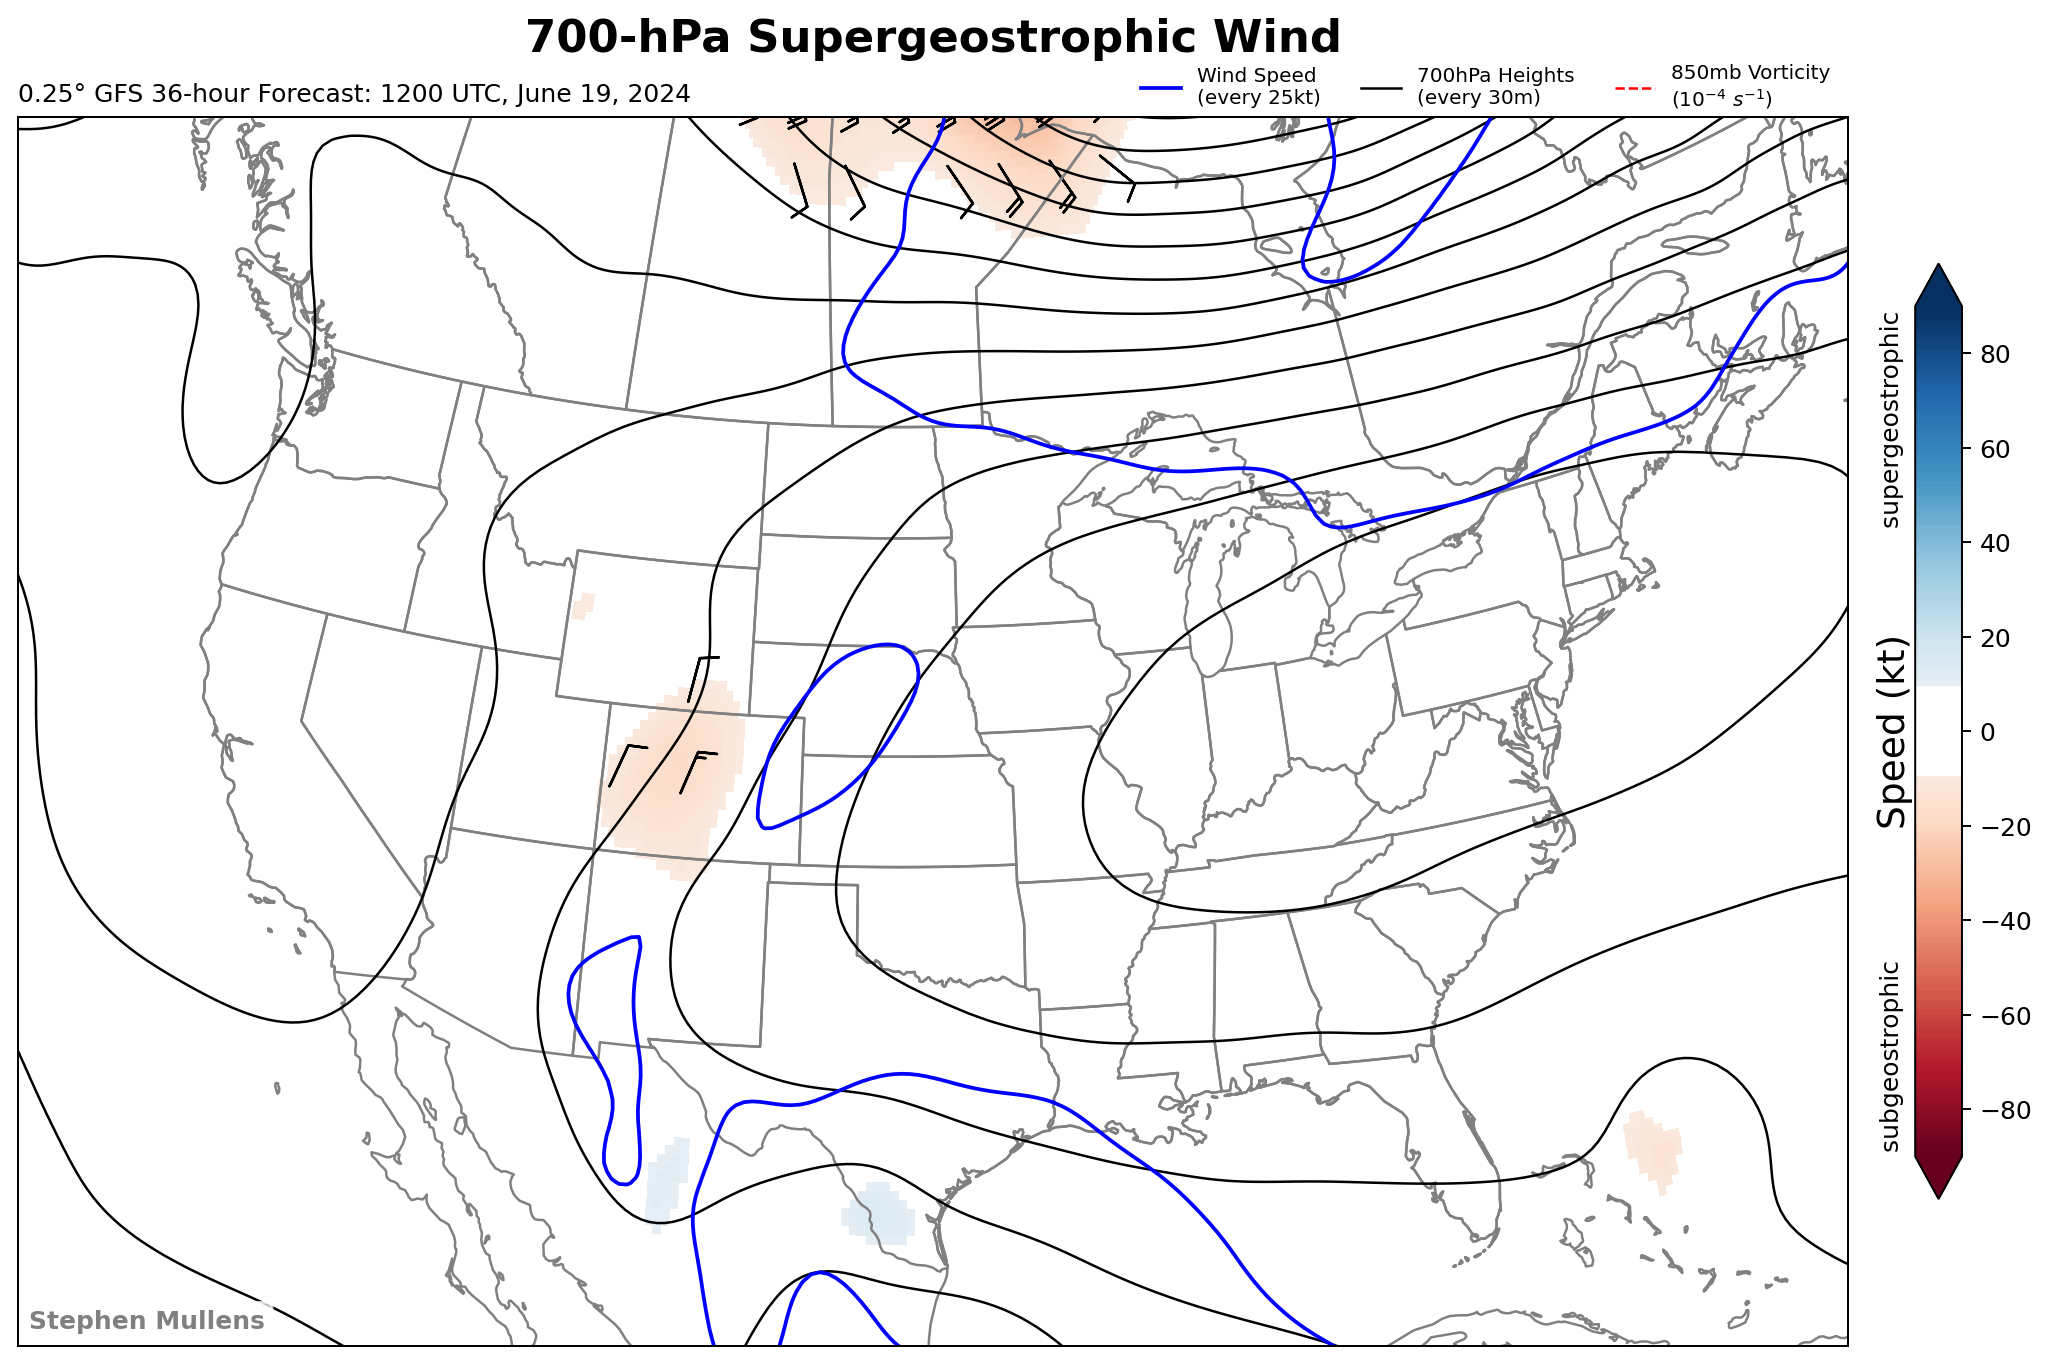 700-hPa Supergeostrophic Wind
0.25° GFS 36-hour Forecast: 1200 UTC, June 19, 2024
Wind Speed
(every 25kt)
700hPa Heights
(every 30m)
850mb Vorticity
(10⁻⁴ s⁻¹)
supergeostrophic
Speed (kt)
subgeostrophic
80
60
40
20
0
−20
−40
−60
−80
Stephen Mullens